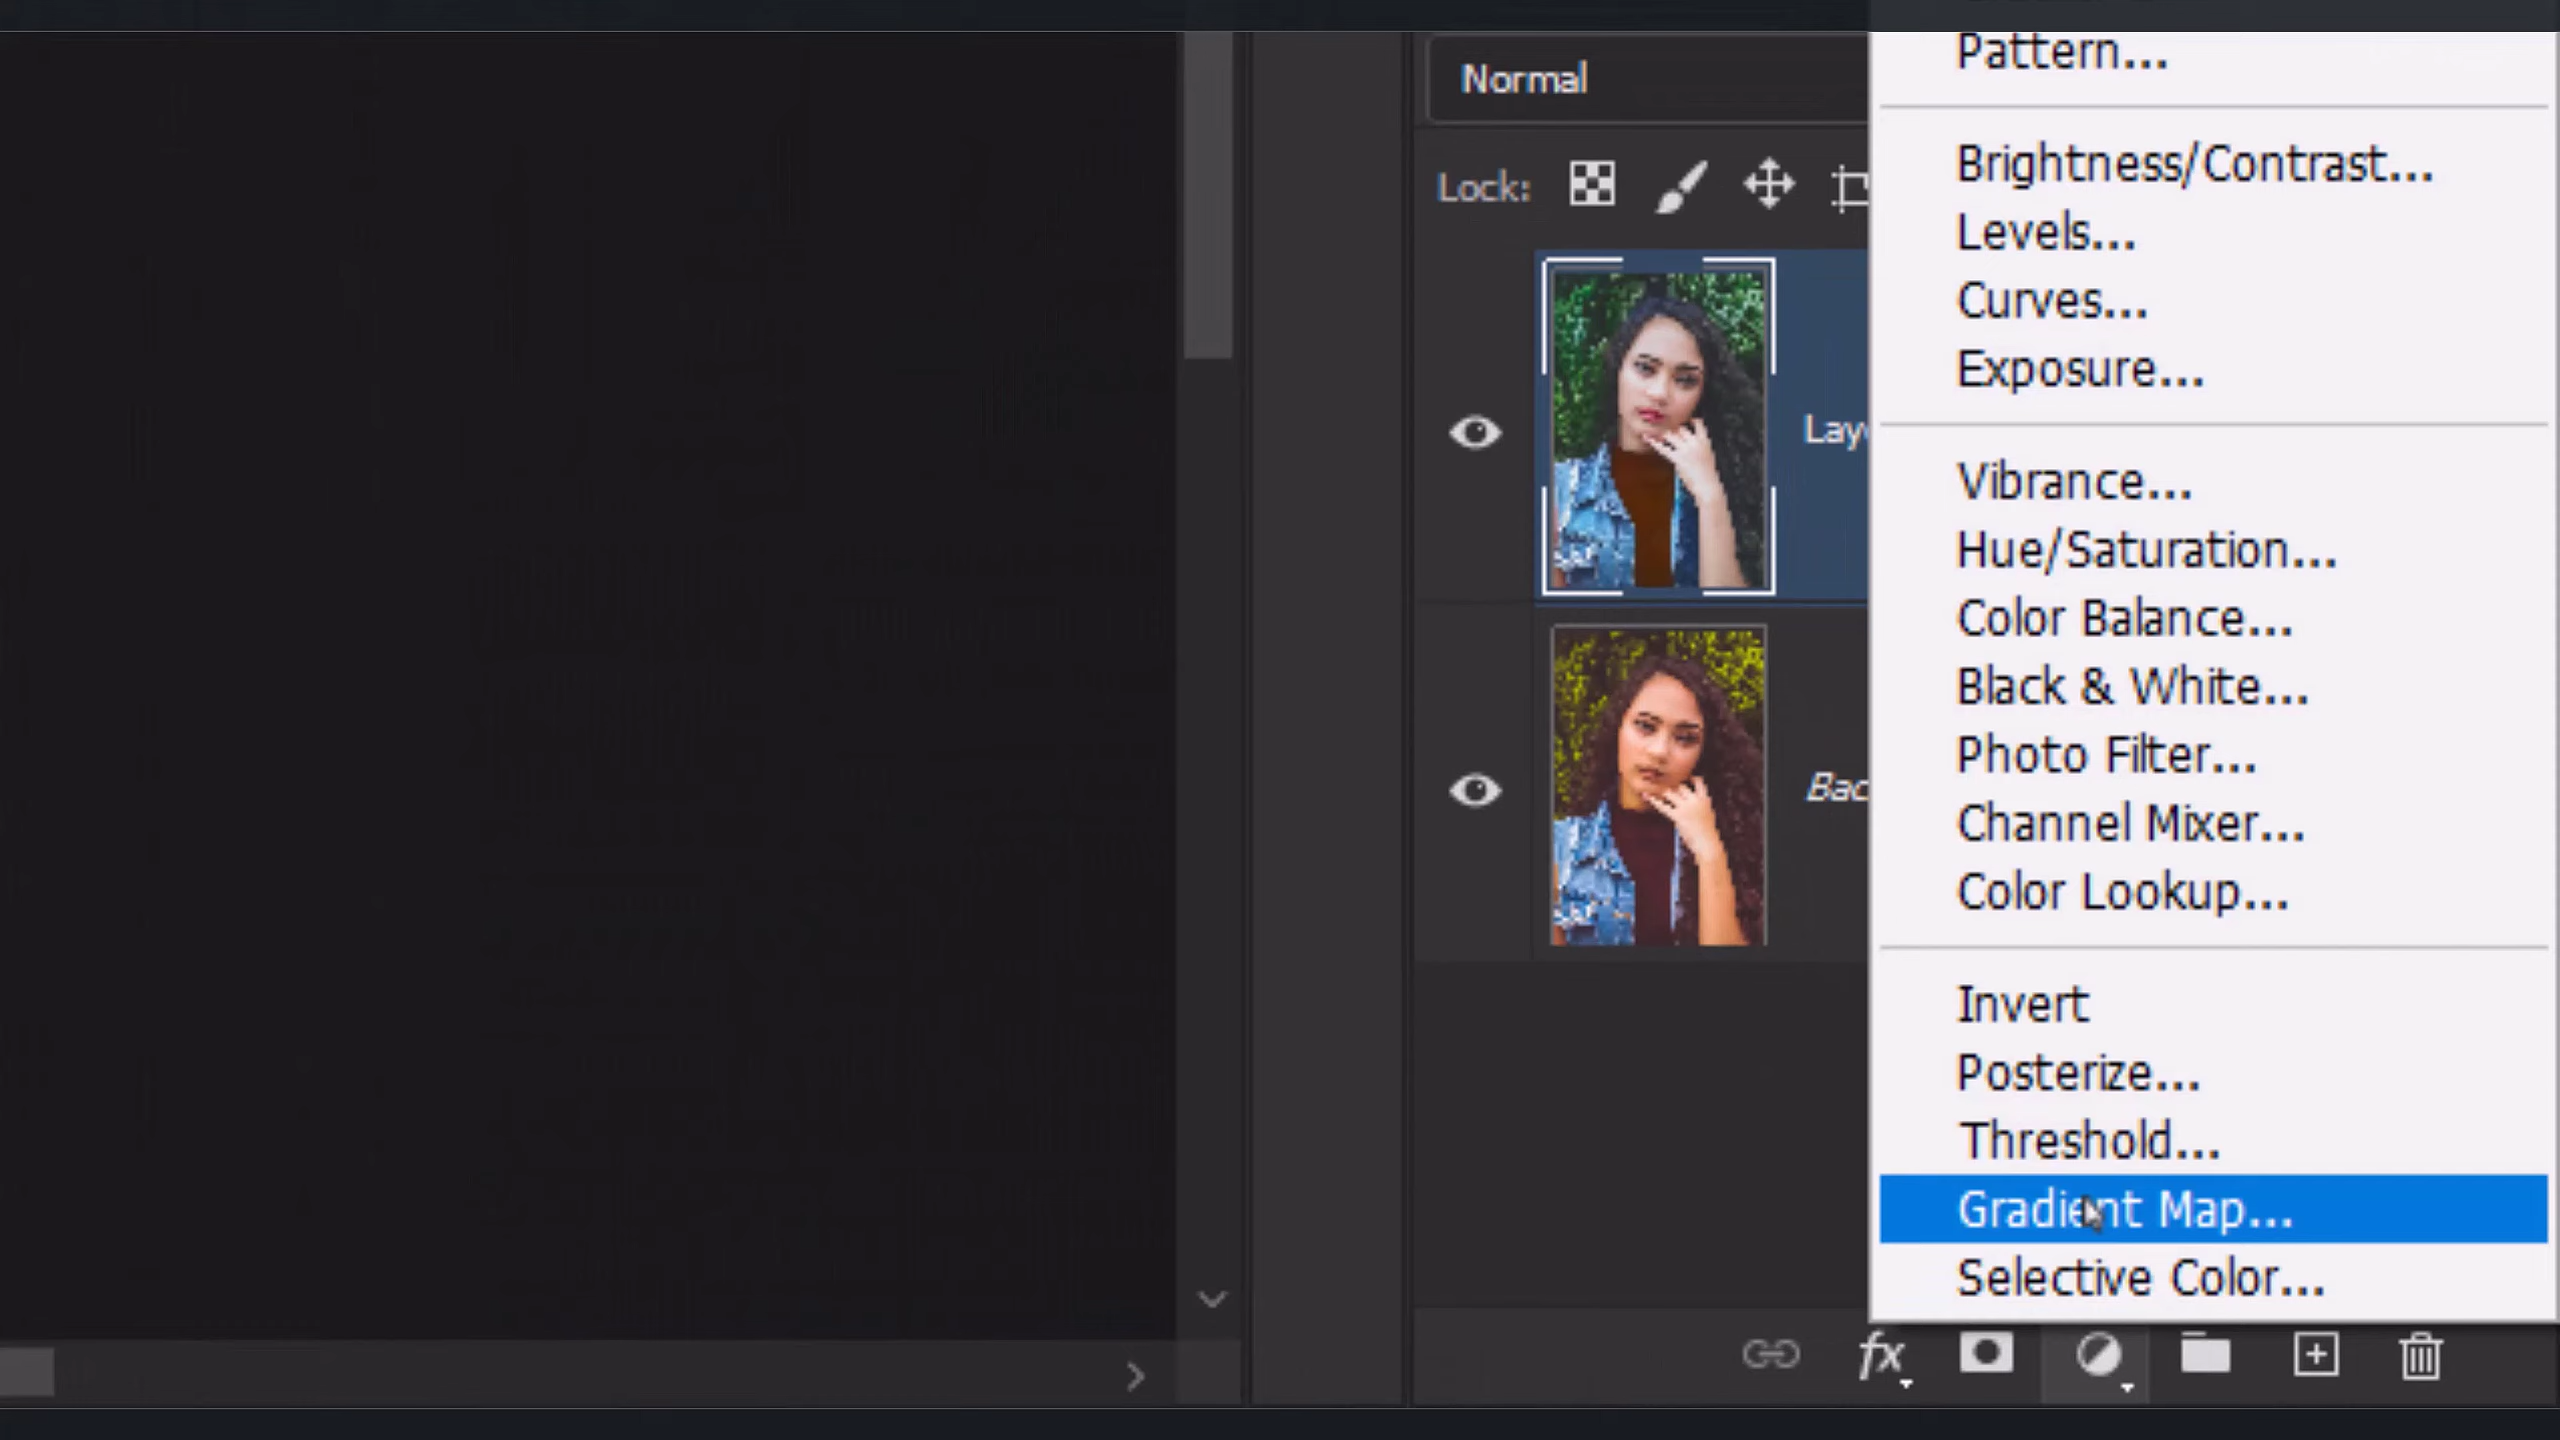 Normal
Lock:
Lay
Bac
Pattern...
Brightness/Contrast...
Levels...
Curves...
Exposure...
Vibrance...
Hue/Saturation...
Color Balance...
Black & White...
Photo Filter...
Channel Mixer...
Color Lookup...
Invert
Posterize...
Threshold...
Gradient Map...
Selective Color...
fx